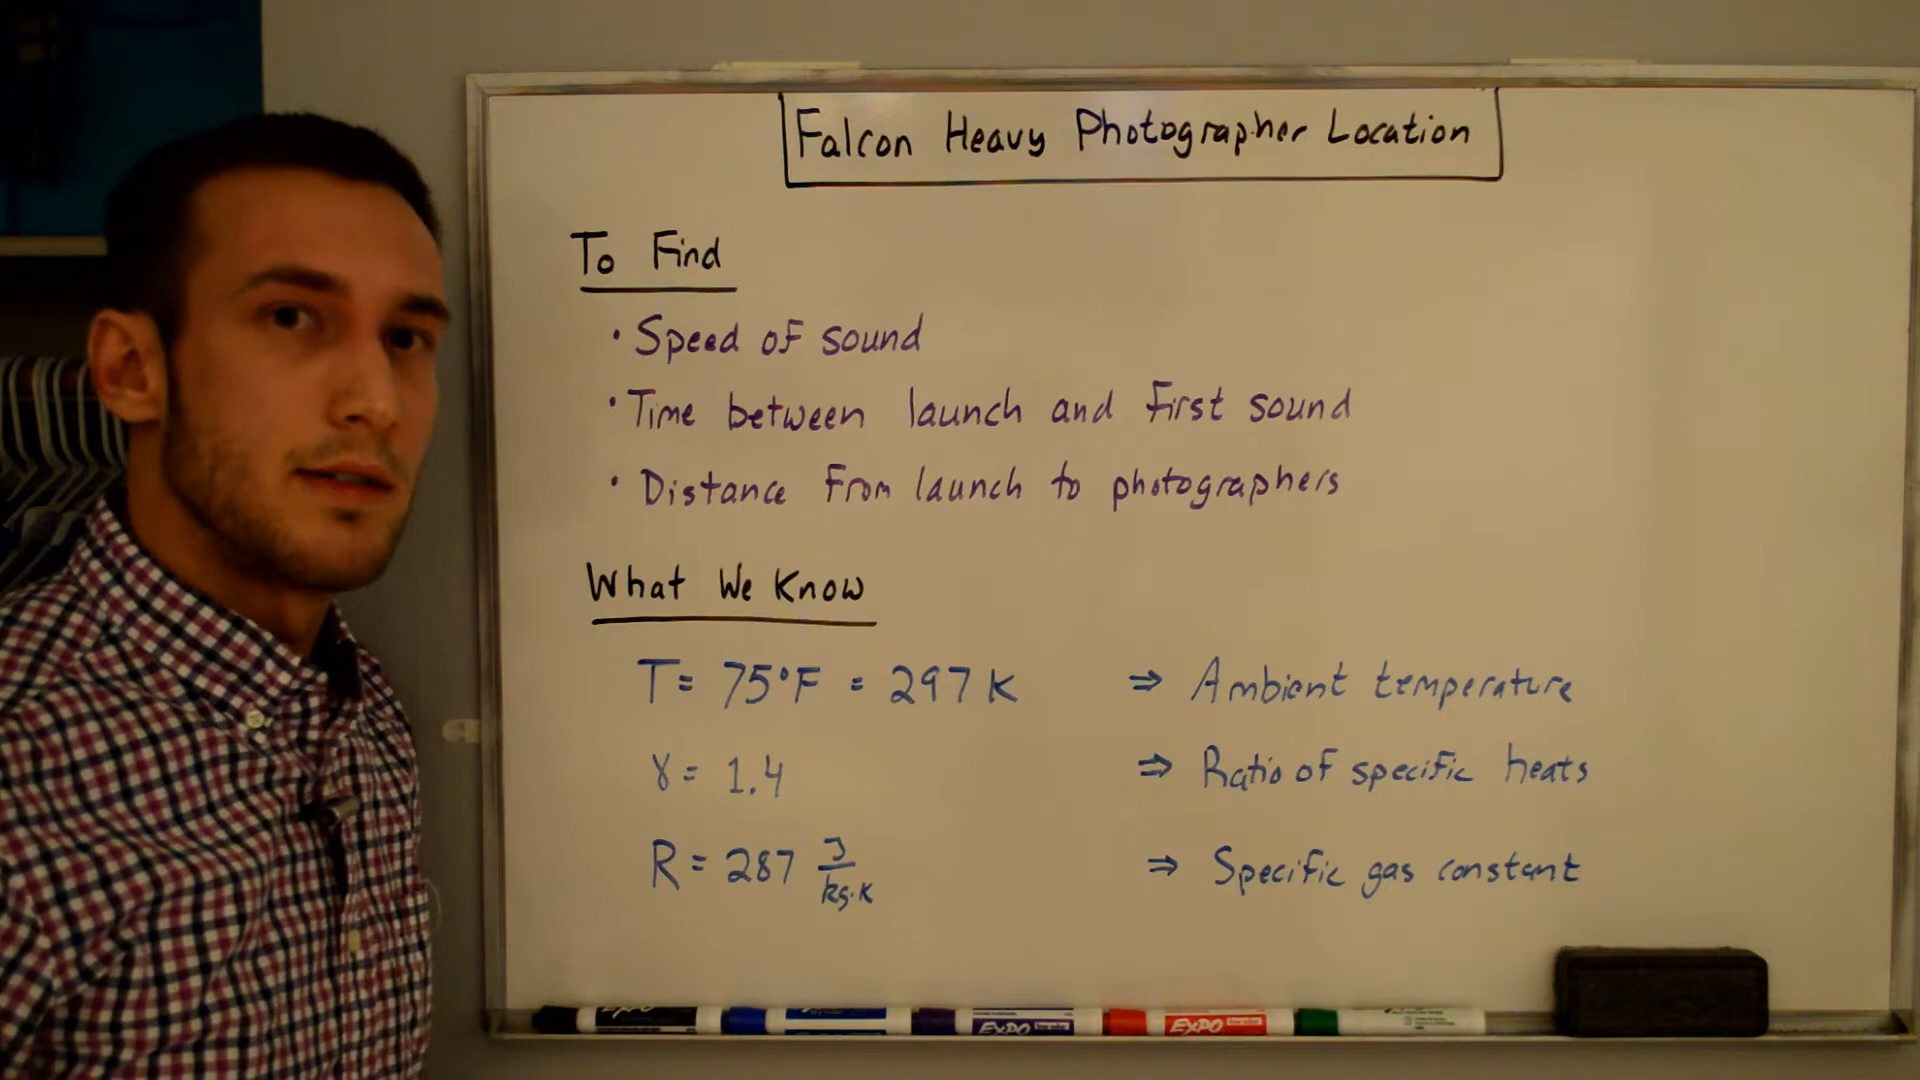 Falcon Heavy Photographer Location
To Find
• Speed of sound
• Time between launch and first sound
• Distance from launch to photographers
What We Know
T = 75°F = 297 K ⇒ Ambient temperature
γ = 1.4 ⇒ Ratio of specific heats
R = 287 J/kg·K ⇒ Specific gas constant
EXPO
EXPO
EXPO